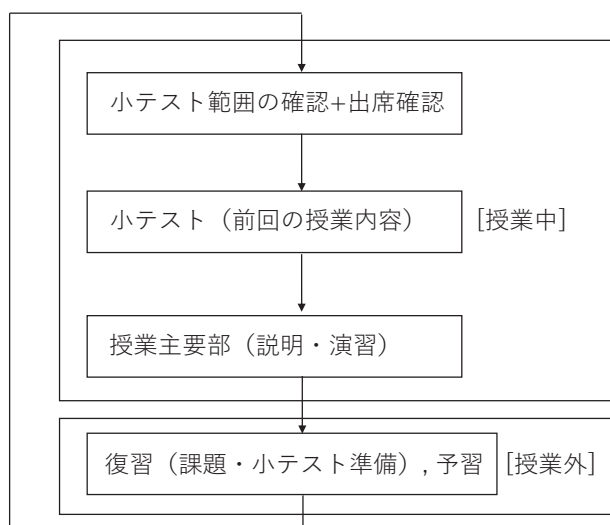 小テスト範囲の確認+出席確認
小テスト（前回の授業内容） [授業中]
授業主要部（説明・演習）
復習（課題・小テスト準備）, 予習 [授業外]